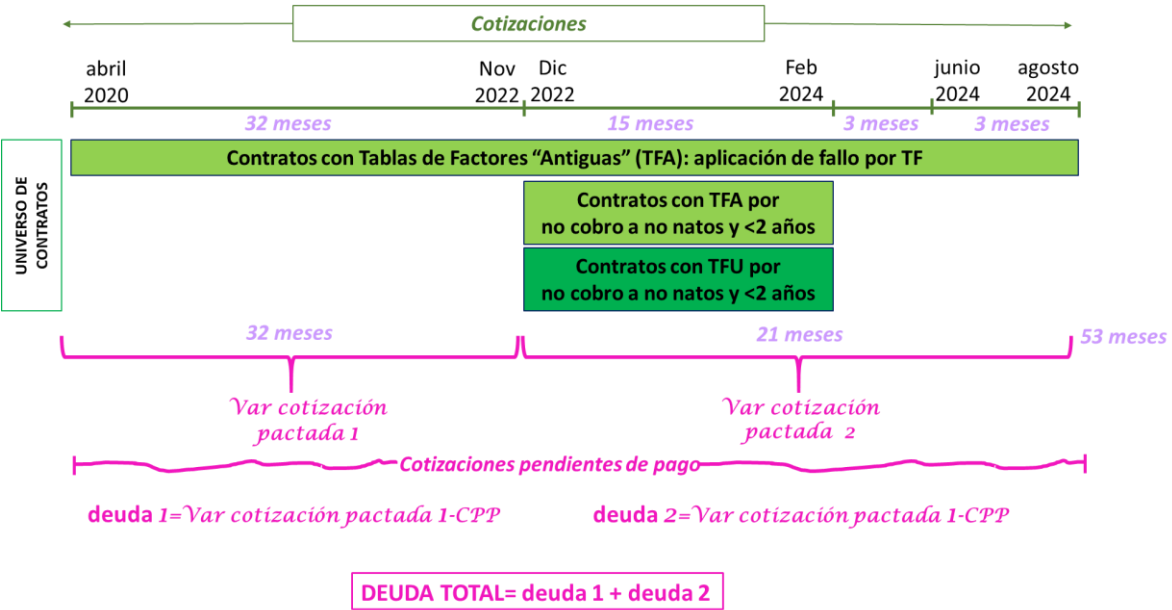 Cotizaciones
abril
2020
Nov
2022
Dic
2022
Feb
2024
junio
2024
agosto
2024
32 meses
15 meses
3 meses
3 meses
UNIVERSO DE
CONTRATOS
Contratos con Tablas de Factores “Antiguas” (TFA): aplicación de fallo por TF
Contratos con TFA por
no cobro a no natos y <2 años
Contratos con TFU por
no cobro a no natos y <2 años
32 meses
21 meses
53 meses
Var cotización
pactada 1
Var cotización
pactada 2
Cotizaciones pendientes de pago
deuda 1=Var cotización pactada 1-CPP
deuda 2=Var cotización pactada 1-CPP
DEUDA TOTAL= deuda 1 + deuda 2